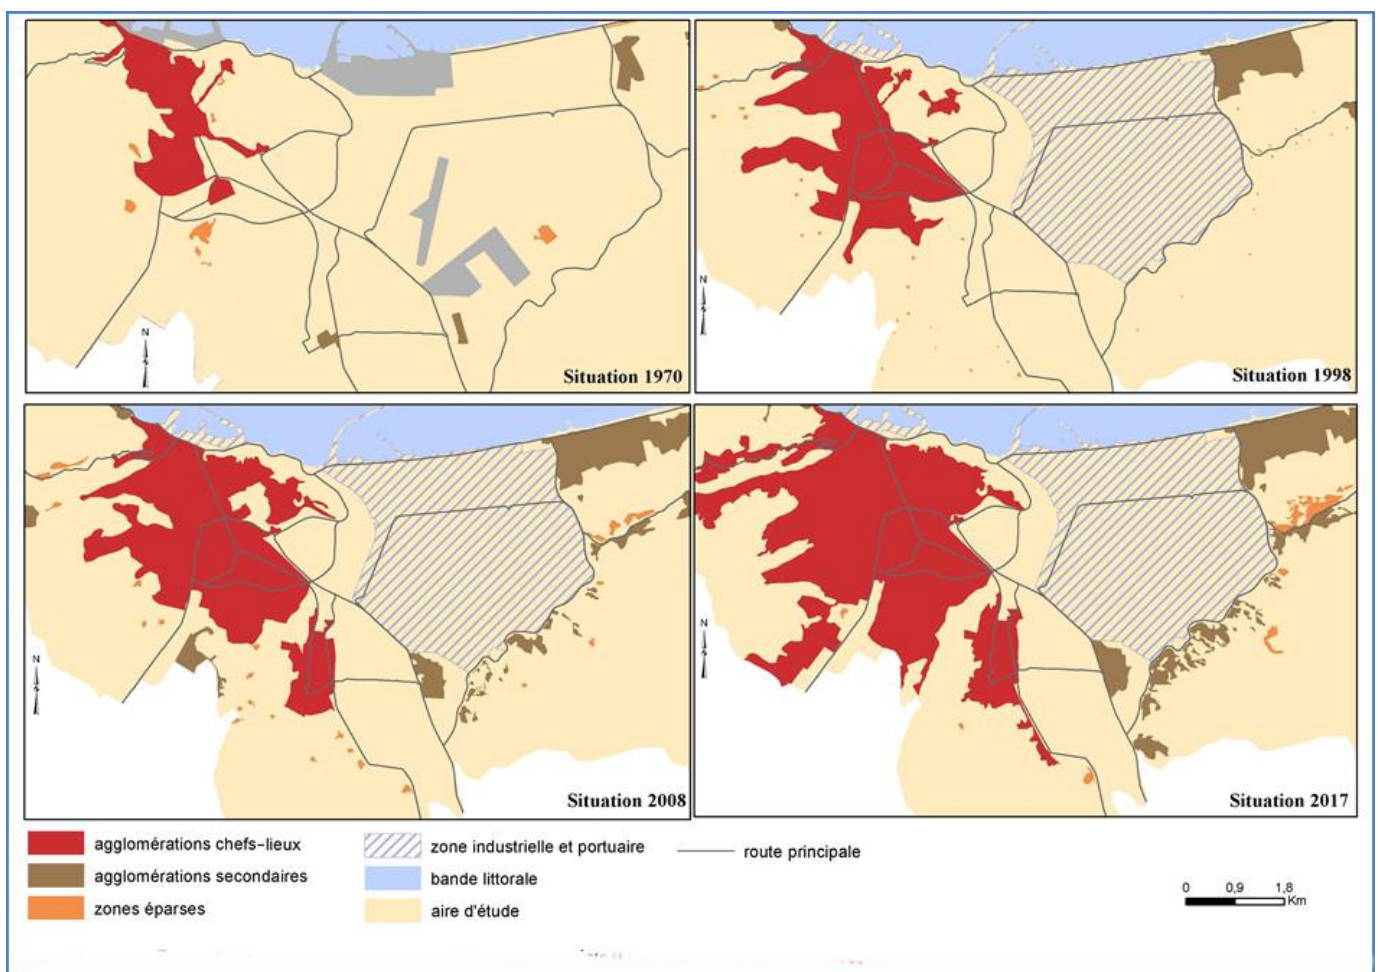 N
Situation 1970
N
Situation 1998
N
Situation 2008
N
Situation 2017
agglomérations chefs-lieux
agglomérations secondaires
zones éparses
zone industrielle et portuaire
bande littorale
aire d'étude
route principale
0 0,9 1,8
Km